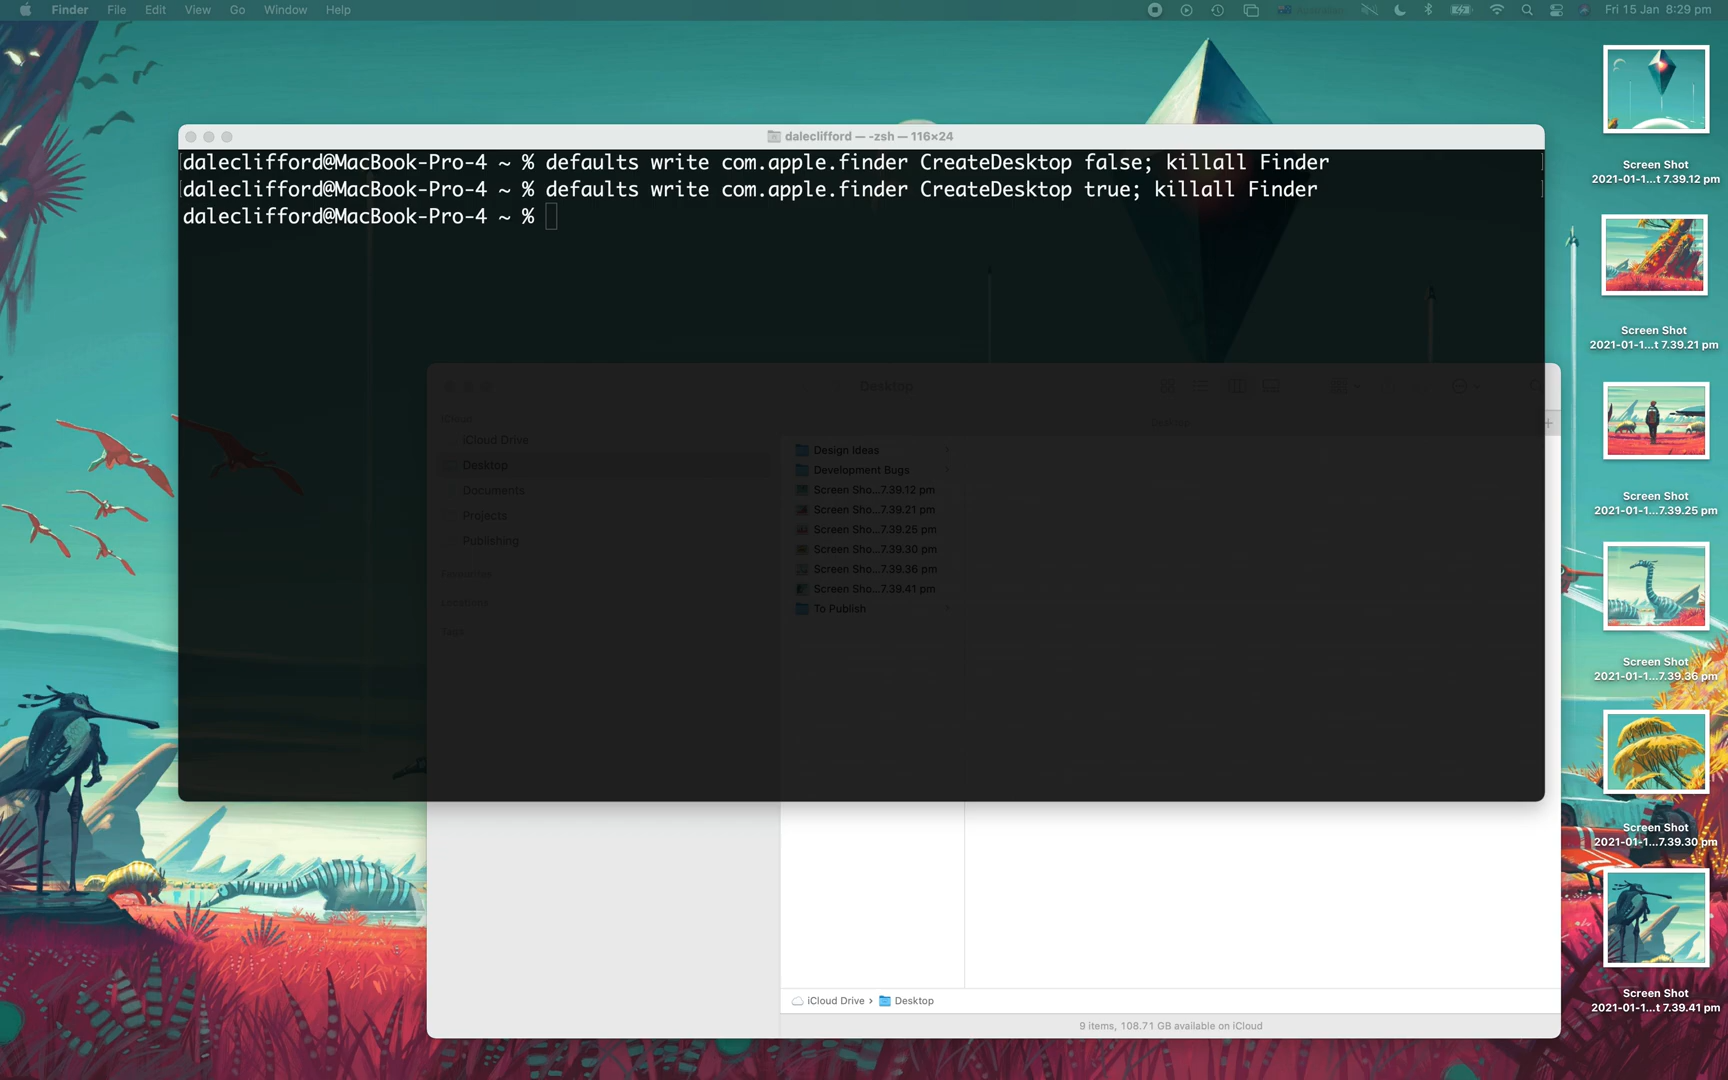 Finder File Edit View Go Window Help
Fri 15 Jan 8:29 pm
daleclifford — -zsh — 116×24
daleclifford@MacBook-Pro-4 ~ % defaults write com.apple.finder CreateDesktop false; killall Finder
daleclifford@MacBook-Pro-4 ~ % defaults write com.apple.finder CreateDesktop true; killall Finder
daleclifford@MacBook-Pro-4 ~ %
Desktop
iCloud
iCloud Drive
Desktop
Documents
Projects
Publishing
Favourites
Locations
Tags
Design Ideas
Development Bugs
Screen Sho...7.39.12 pm
Screen Sho...7.39.21 pm
Screen Sho...7.39.25 pm
Screen Sho...7.39.30 pm
Screen Sho...7.39.36 pm
Screen Sho...7.39.41 pm
To Publish
iCloud Drive › Desktop
9 items, 108.71 GB available on iCloud
Screen Shot
2021-01-1...t 7.39.12 pm
Screen Shot
2021-01-1...t 7.39.21 pm
Screen Shot
2021-01-1...7.39.25 pm
Screen Shot
2021-01-1...7.39.36 pm
Screen Shot
2021-01-1...7.39.30 pm
Screen Shot
2021-01-1...t 7.39.41 pm